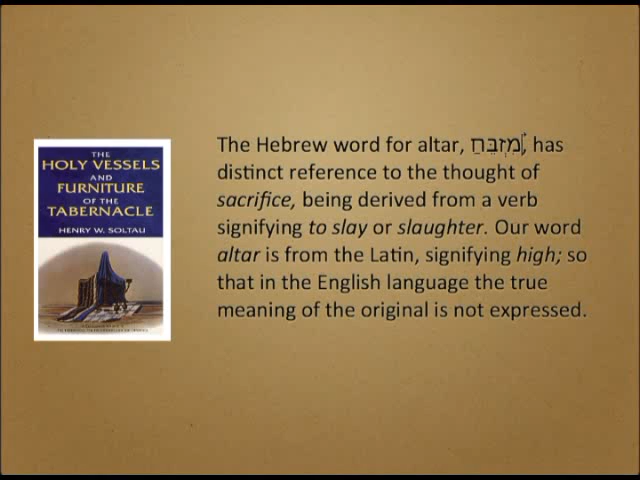 THE
HOLY VESSELS
AND
FURNITURE
OF THE
TABERNACLE
HENRY W. SOLTAU
The Hebrew word for altar, מִזְבֵּחַ, has
distinct reference to the thought of
sacrifice, being derived from a verb
signifying to slay or slaughter. Our word
altar is from the Latin, signifying high; so
that in the English language the true
meaning of the original is not expressed.